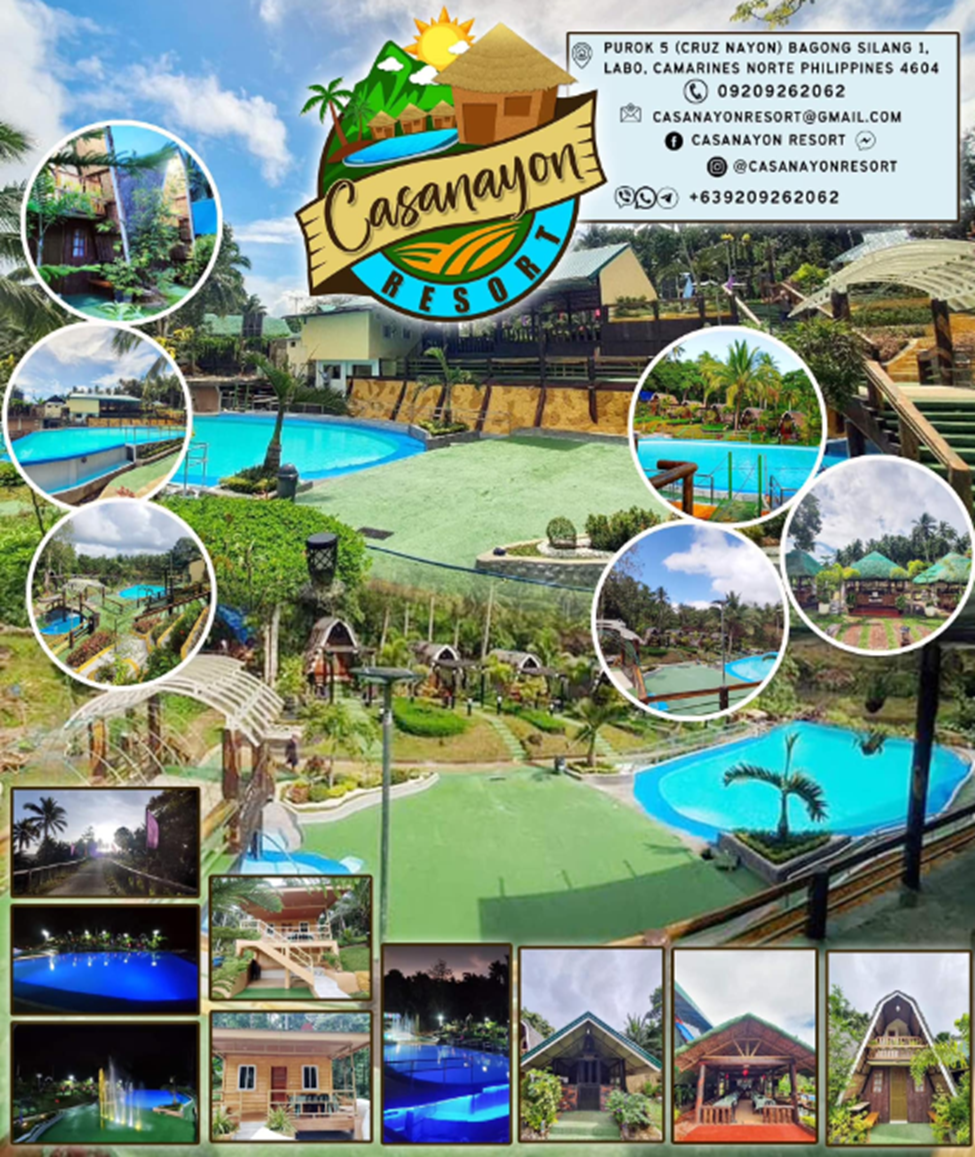 Casanayon
RESORT
PUROK 5 (CRUZ NAYON) BAGONG SILANG 1,
LABO, CAMARINES NORTE PHILIPPINES 4604
09209262062
CASANAYONRESORT@GMAIL.COM
CASANAYON RESORT
@CASANAYONRESORT
+639209262062